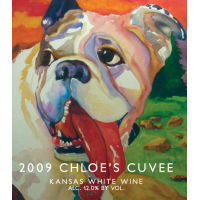 2009 CHLOE'S CUVEE
KANSAS WHITE WINE
ALC. 12.0% BY VOL.